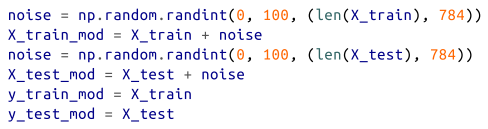 noise = np.random.randint(0, 100, (len(X_train), 784))
X_train_mod = X_train + noise
noise = np.random.randint(0, 100, (len(X_test), 784))
X_test_mod = X_test + noise
y_train_mod = X_train
y_test_mod = X_test